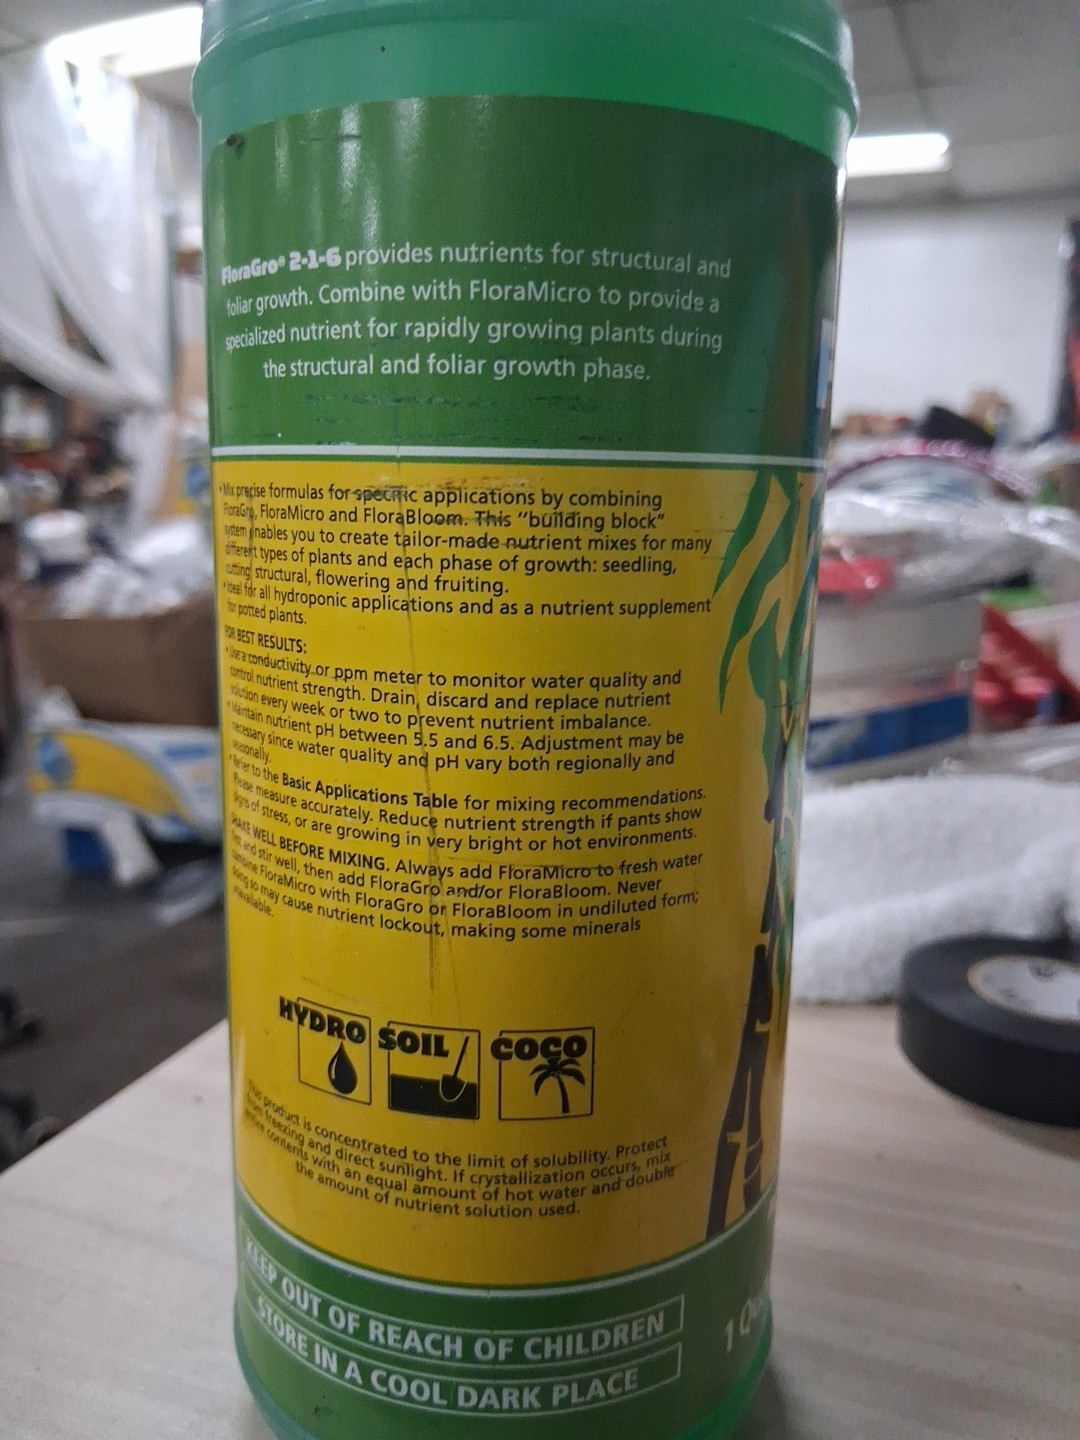 FloraGro® 2-1-6 provides nutrients for structural and
foliar growth. Combine with FloraMicro to provide a
specialized nutrient for rapidly growing plants during
the structural and foliar growth phase.
• Mix precise formulas for specific applications by combining
FloraGro, FloraMicro and FloraBloom. This "building block"
system enables you to create tailor-made nutrient mixes for many
different types of plants and each phase of growth: seedling,
cutting, structural, flowering and fruiting.
• Ideal for all hydroponic applications and as a nutrient supplement
for potted plants.
FOR BEST RESULTS:
• Use a conductivity or ppm meter to monitor water quality and
control nutrient strength. Drain, discard and replace nutrient
solution every week or two to prevent nutrient imbalance.
• Maintain nutrient pH between 5.5 and 6.5. Adjustment may be
necessary since water quality and pH vary both regionally and
seasonally.
• Refer to the Basic Applications Table for mixing recommendations.
Please measure accurately. Reduce nutrient strength if pants show
signs of stress, or are growing in very bright or hot environments.
SHAKE WELL BEFORE MIXING. Always add FloraMicro to fresh water
first and stir well, then add FloraGro and/or FloraBloom. Never
combine FloraMicro with FloraGro or FloraBloom in undiluted form;
doing so may cause nutrient lockout, making some minerals
unavailable.
HYDRO SOIL COCO
This product is concentrated to the limit of solubility. Protect
from freezing and direct sunlight. If crystallization occurs, mix
entire contents with an equal amount of hot water and double
the amount of nutrient solution used.
KEEP OUT OF REACH OF CHILDREN
STORE IN A COOL DARK PLACE
1